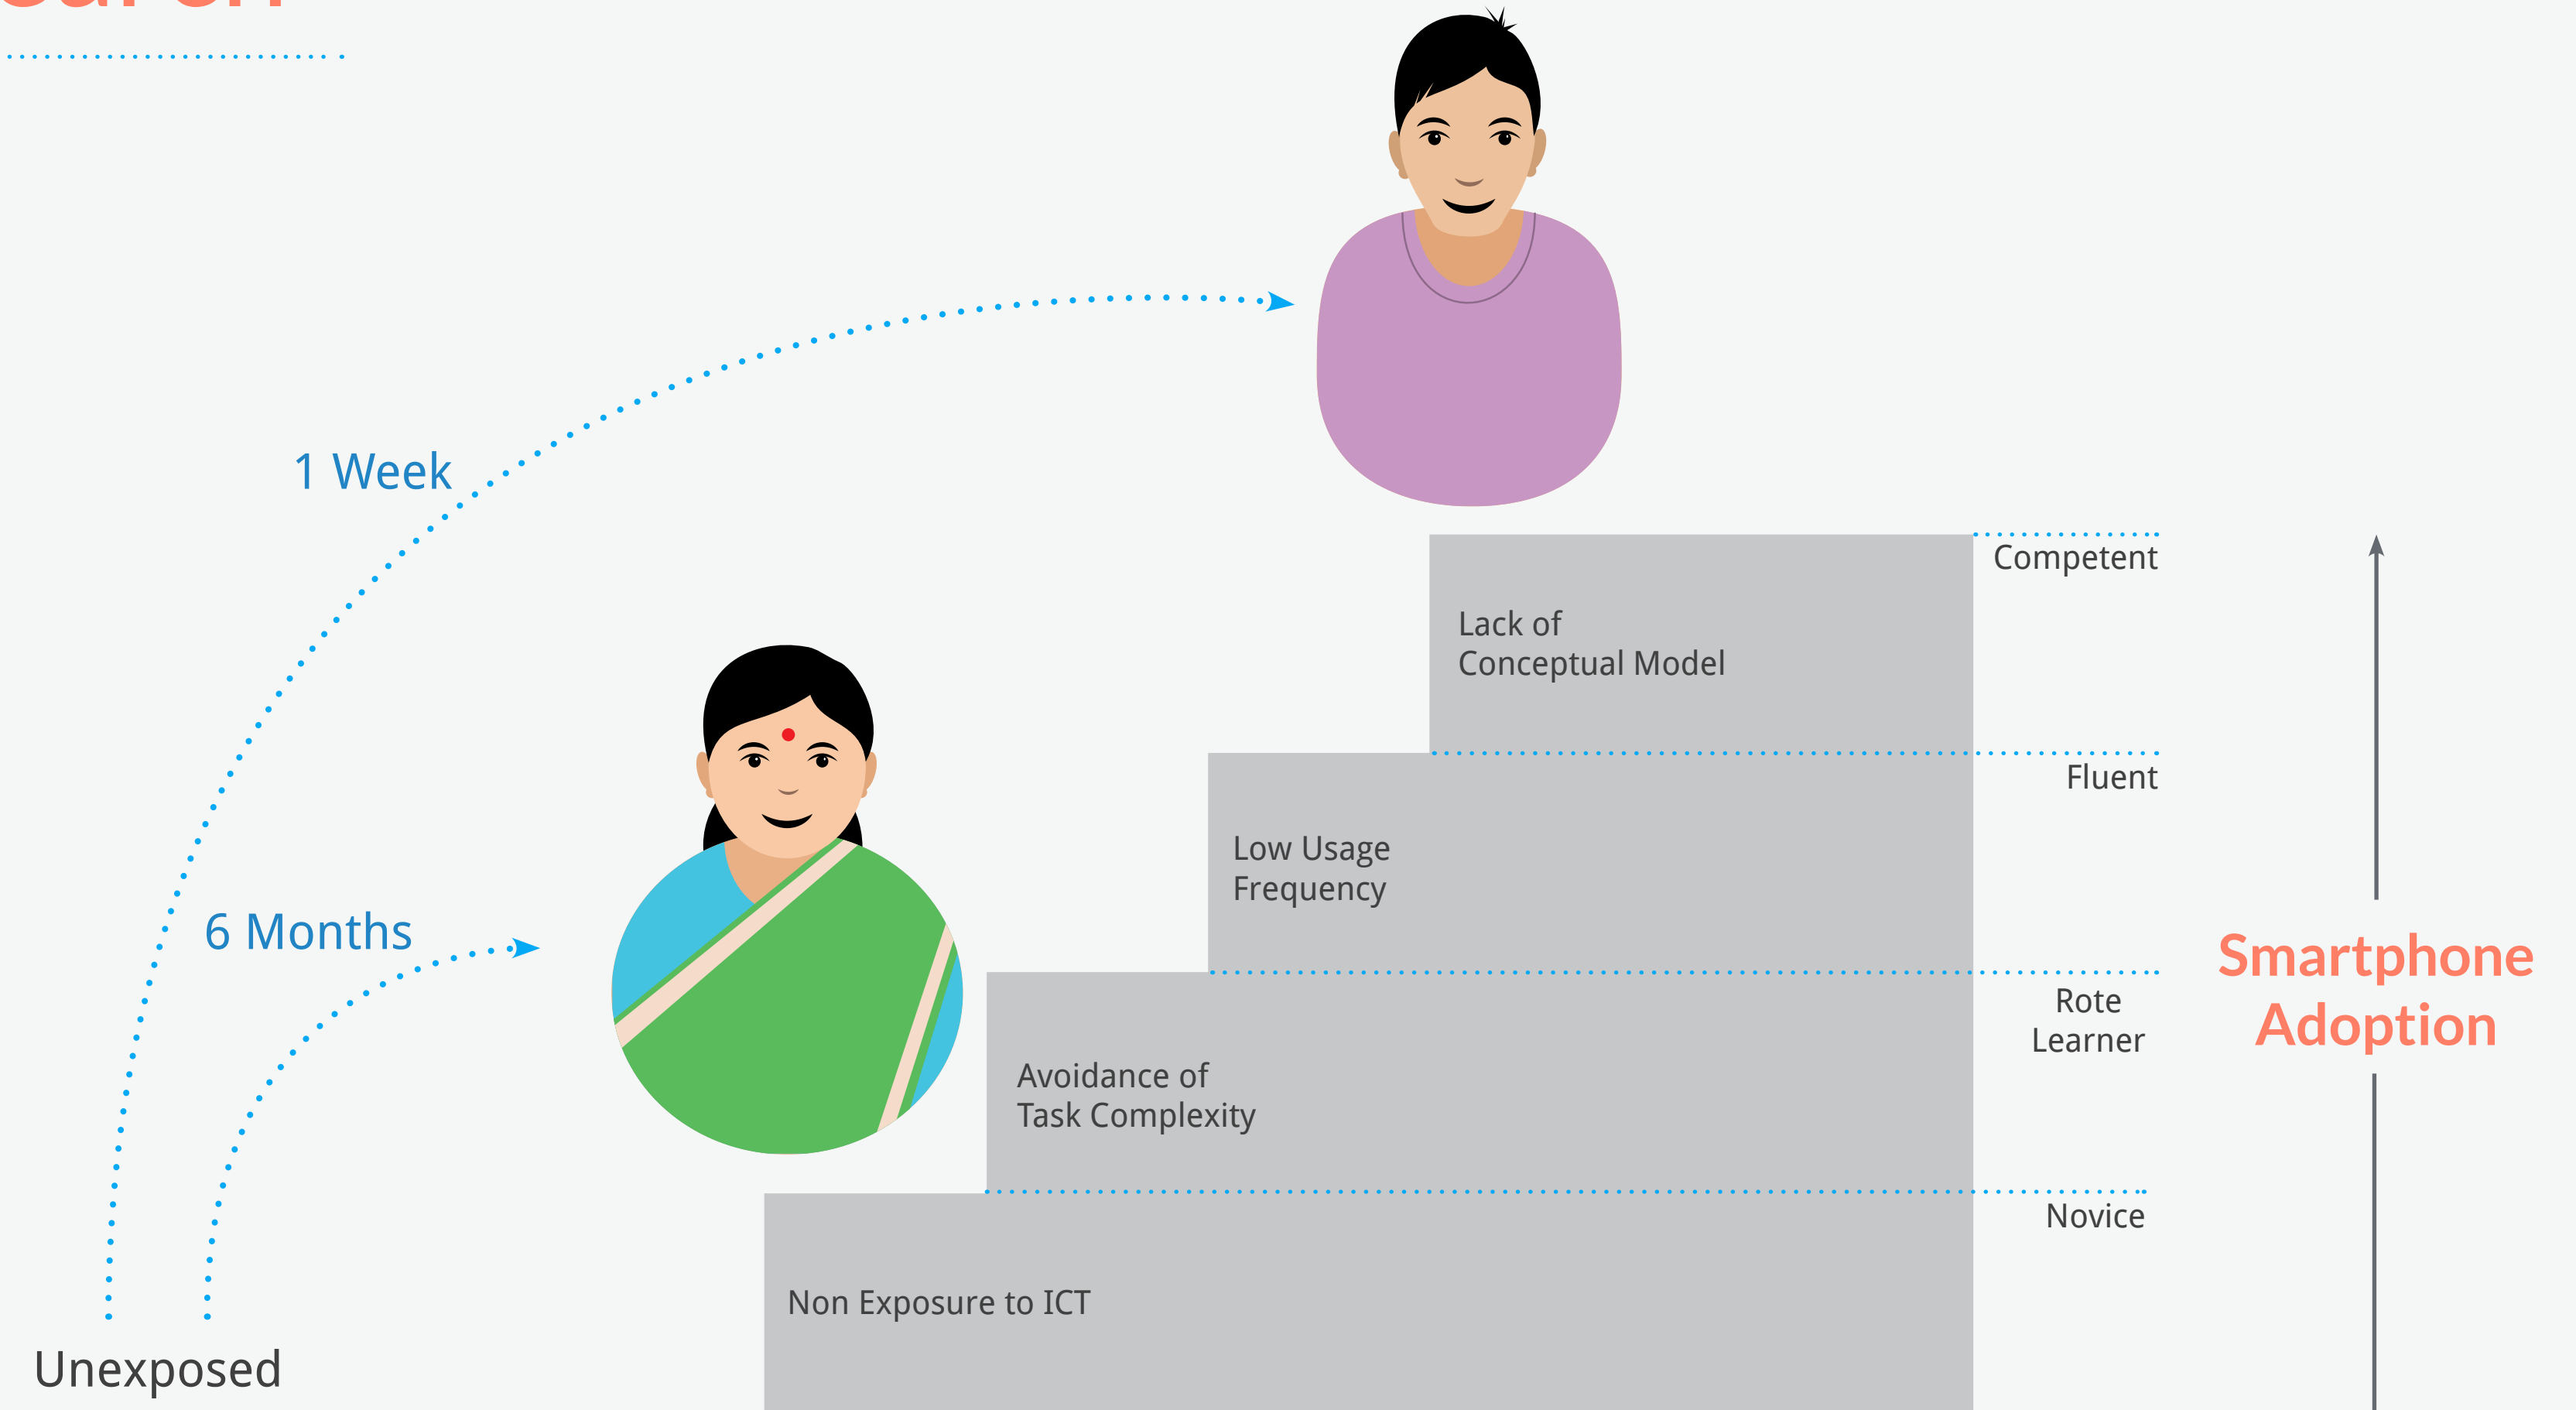 1 Week
6 Months
Unexposed
Lack of
Conceptual Model
Low Usage
Frequency
Avoidance of
Task Complexity
Non Exposure to ICT
Competent
Fluent
Rote
Learner
Novice
Smartphone
Adoption